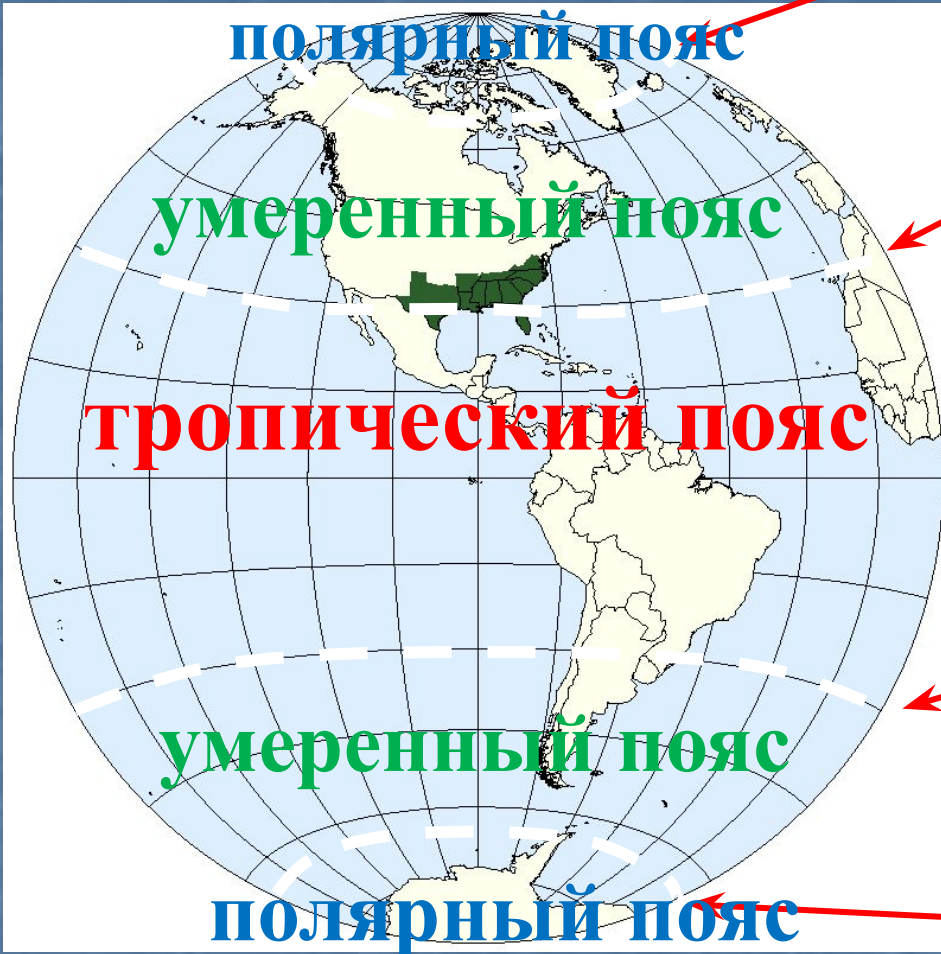 полярный пояс
умеренный пояс
тропический пояс
умеренный пояс
полярный пояс